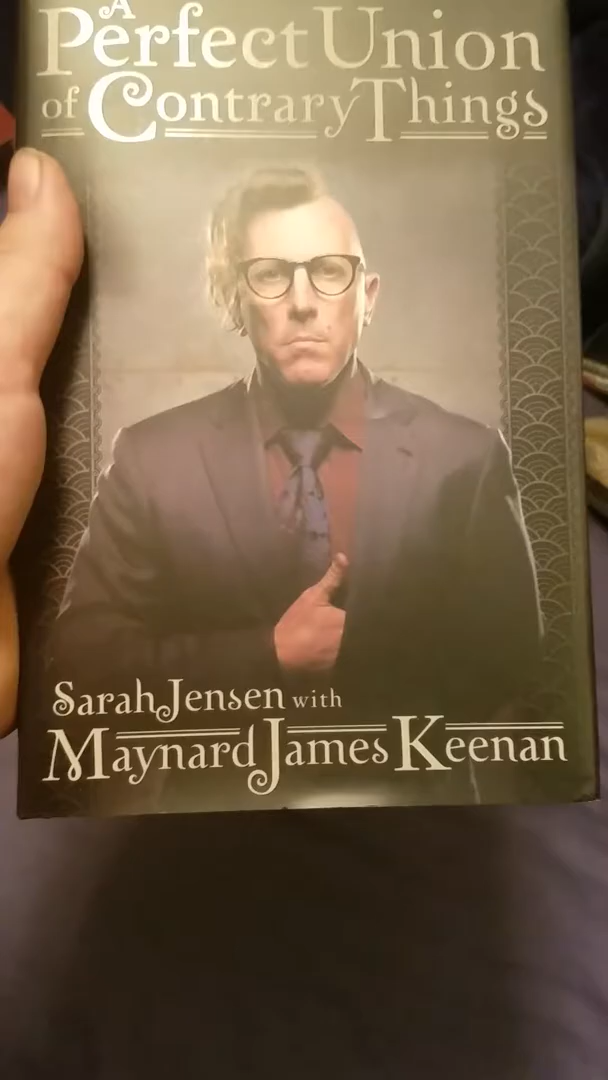 A
Perfect Union
of Contrary Things
Sarah Jensen with
Maynard James Keenan